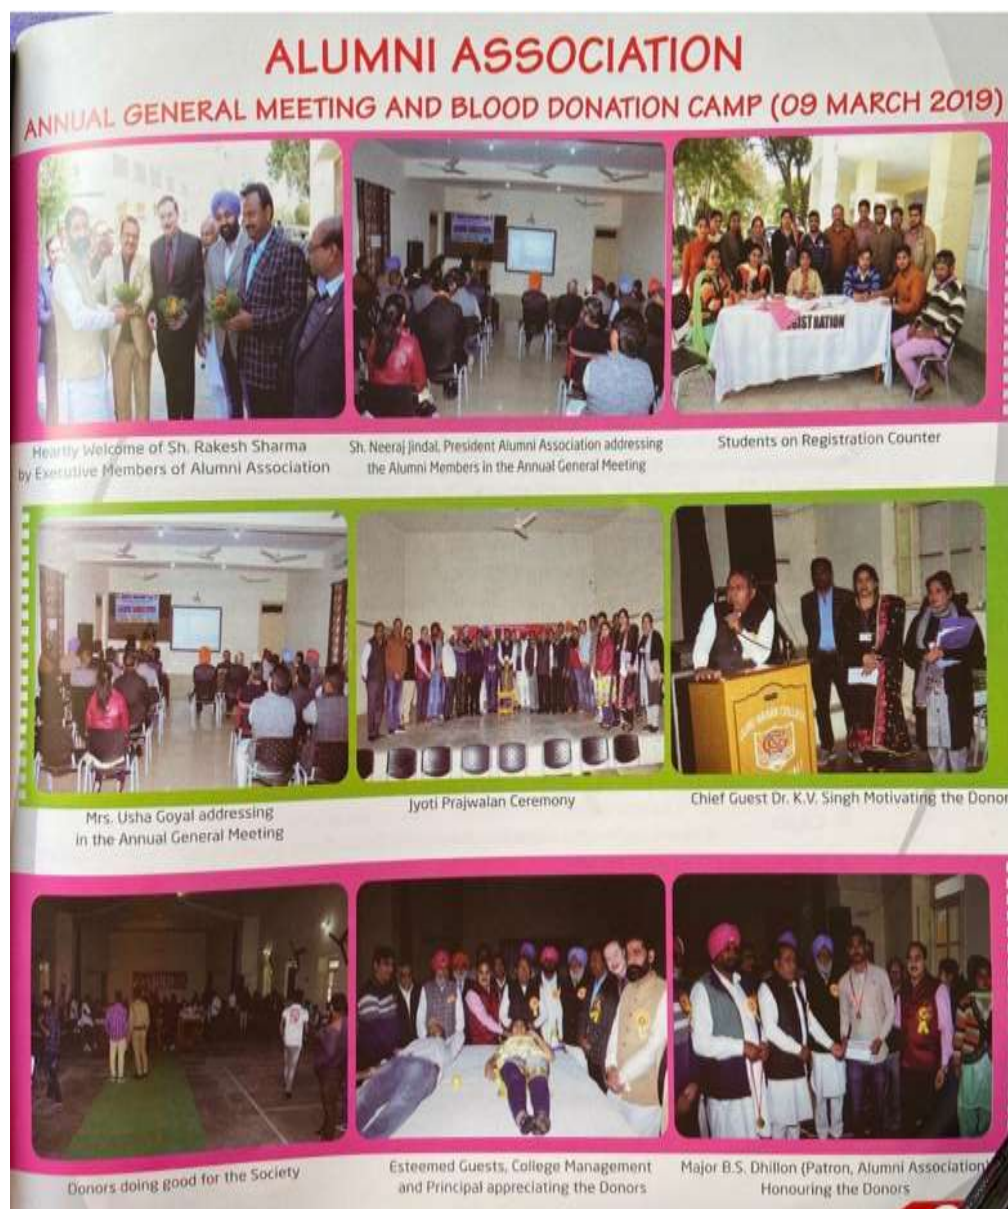 ALUMNI ASSOCIATION
ANNUAL GENERAL MEETING AND BLOOD DONATION CAMP (09 MARCH 2019)
ISTRATION
Heartly Welcome of Sh. Rakesh Sharma
by Executive Members of Alumni Association
Sh. Neeraj Jindal, President Alumni Association addressing
the Alumni Members in the Annual General Meeting
Students on Registration Counter
Mrs. Usha Goyal addressing
in the Annual General Meeting
Jyoti Prajwalan Ceremony
Chief Guest Dr. K.V. Singh Motivating the Donor
Donors doing good for the Society
Esteemed Guests, College Management
and Principal appreciating the Donors
Major B.S. Dhillon (Patron, Alumni Association
Honouring the Donors